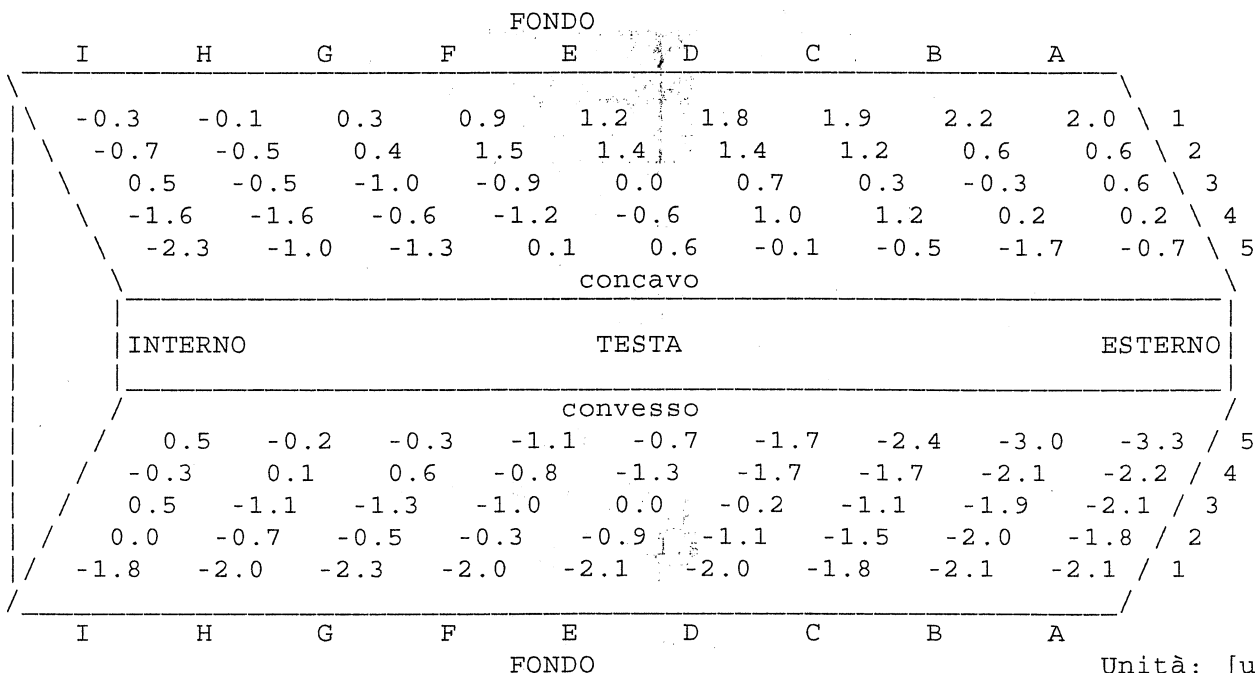 FONDO
I H G F E D C B A
-0.3 -0.1 0.3 0.9 1.2 1.8 1.9 2.2 2.0 1
-0.7 -0.5 0.4 1.5 1.4 1.4 1.2 0.6 0.6 2
0.5 -0.5 -1.0 -0.9 0.0 0.7 0.3 -0.3 0.6 3
-1.6 -1.6 -0.6 -1.2 -0.6 1.0 1.2 0.2 0.2 4
-2.3 -1.0 -1.3 0.1 0.6 -0.1 -0.5 -1.7 -0.7 5
concavo
INTERNO TESTA ESTERNO
convesso
0.5 -0.2 -0.3 -1.1 -0.7 -1.7 -2.4 -3.0 -3.3 5
-0.3 0.1 0.6 -0.8 -1.3 -1.7 -1.7 -2.1 -2.2 4
0.5 -1.1 -1.3 -1.0 0.0 -0.2 -1.1 -1.9 -2.1 3
0.0 -0.7 -0.5 -0.3 -0.9 -1.1 -1.5 -2.0 -1.8 2
-1.8 -2.0 -2.3 -2.0 -2.1 -2.0 -1.8 -2.1 -2.1 1
I H G F E D C B A
FONDO
Unità: [u